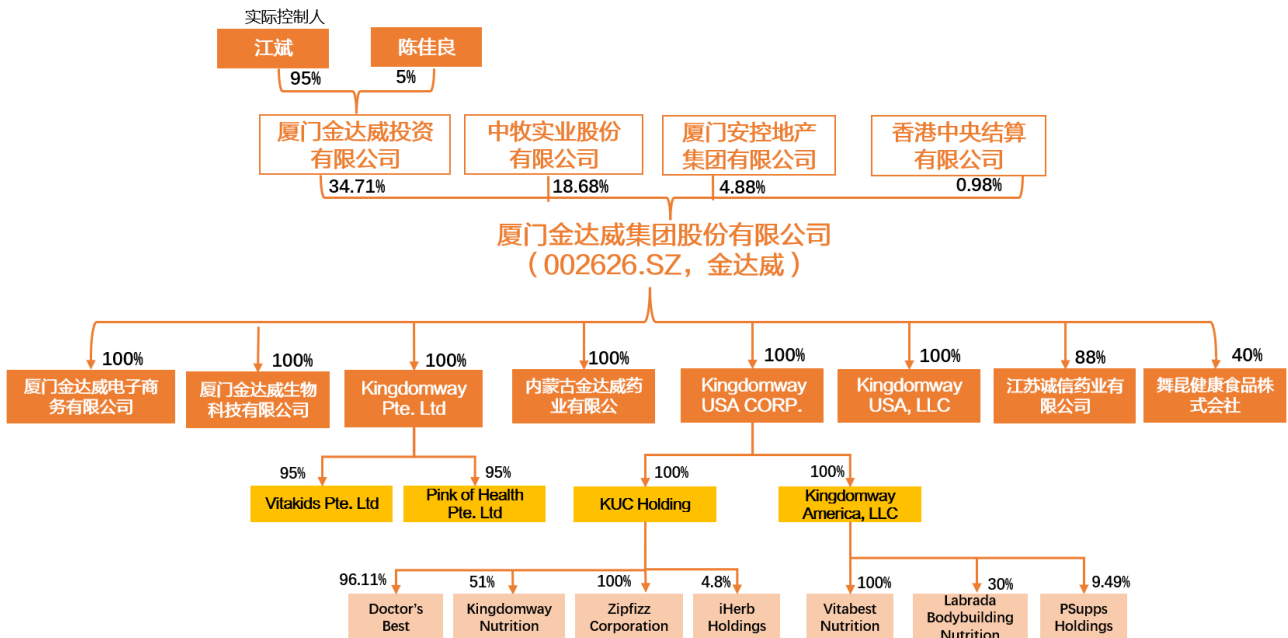 实际控制人
江斌
陈佳良
95%
5%
厦门金达威投资
有限公司
中牧实业股份
有限公司
厦门安控地产
集团有限公司
香港中央结算
有限公司
34.71%
18.68%
4.88%
0.98%
厦门金达威集团股份有限公司
（002626.SZ，金达威）
100%
100%
100%
100%
100%
100%
88%
40%
厦门金达威电子商
务有限公司
厦门金达威生物
科技有限公司
Kingdomway
Pte. Ltd
内蒙古金达威药
业有限公
Kingdomway
USA CORP.
Kingdomway
USA, LLC
江苏诚信药业有
限公司
舞昆健康食品株
式会社
95%
95%
100%
100%
Vitakids Pte. Ltd
Pink of Health
Pte. Ltd
KUC Holding
Kingdomway
America, LLC
96.11%
51%
100%
4.8%
100%
30%
9.49%
Doctor's
Best
Kingdomway
Nutrition
Zipfizz
Corporation
iHerb
Holdings
Vitabest
Nutrition
Labrada
Bodybuilding
Nutrition
PSupps
Holdings